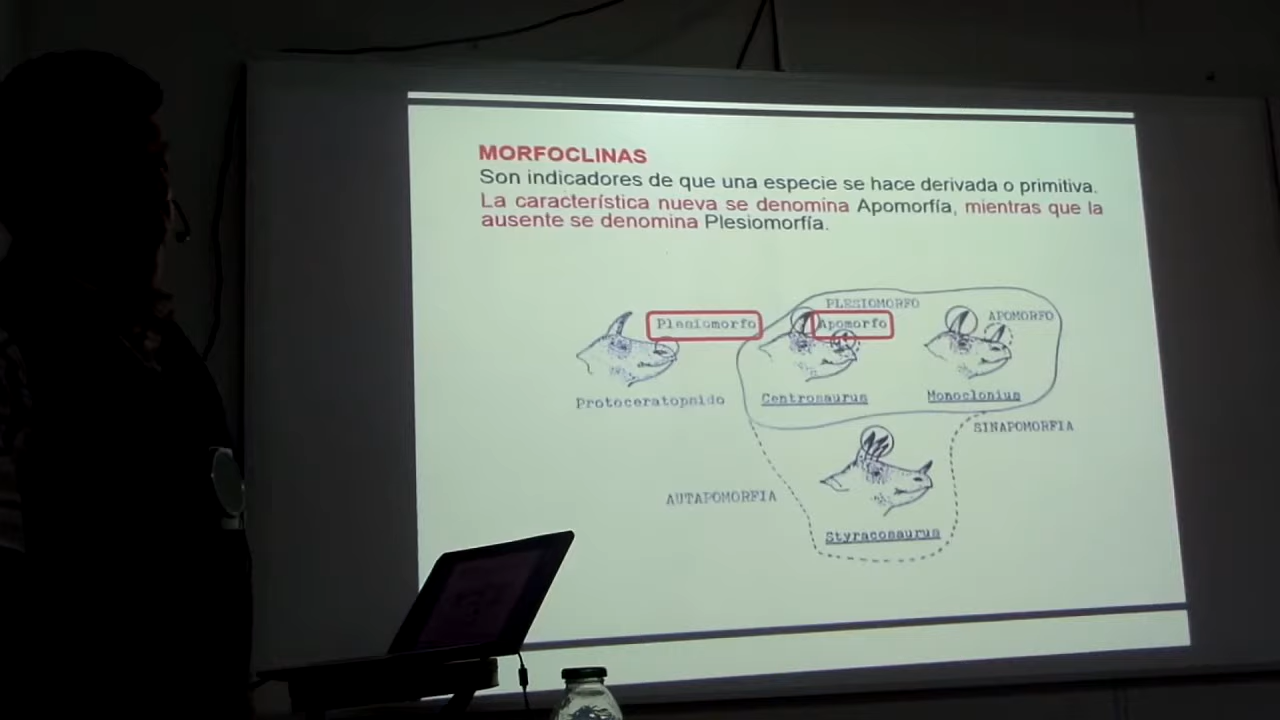 MORFOCLINAS
Son indicadores de que una especie se hace derivada o primitiva.
La característica nueva se denomina Apomorfía, mientras que la
ausente se denomina Plesiomorfía.
PLESIOMORFO
Plesiomorfo
Apomorfo
APOMORFO
Protoceratopsido
Centrosaurus
Monoclonius
SINAPOMORFIA
AUTAPOMORFIA
Styracosaurus